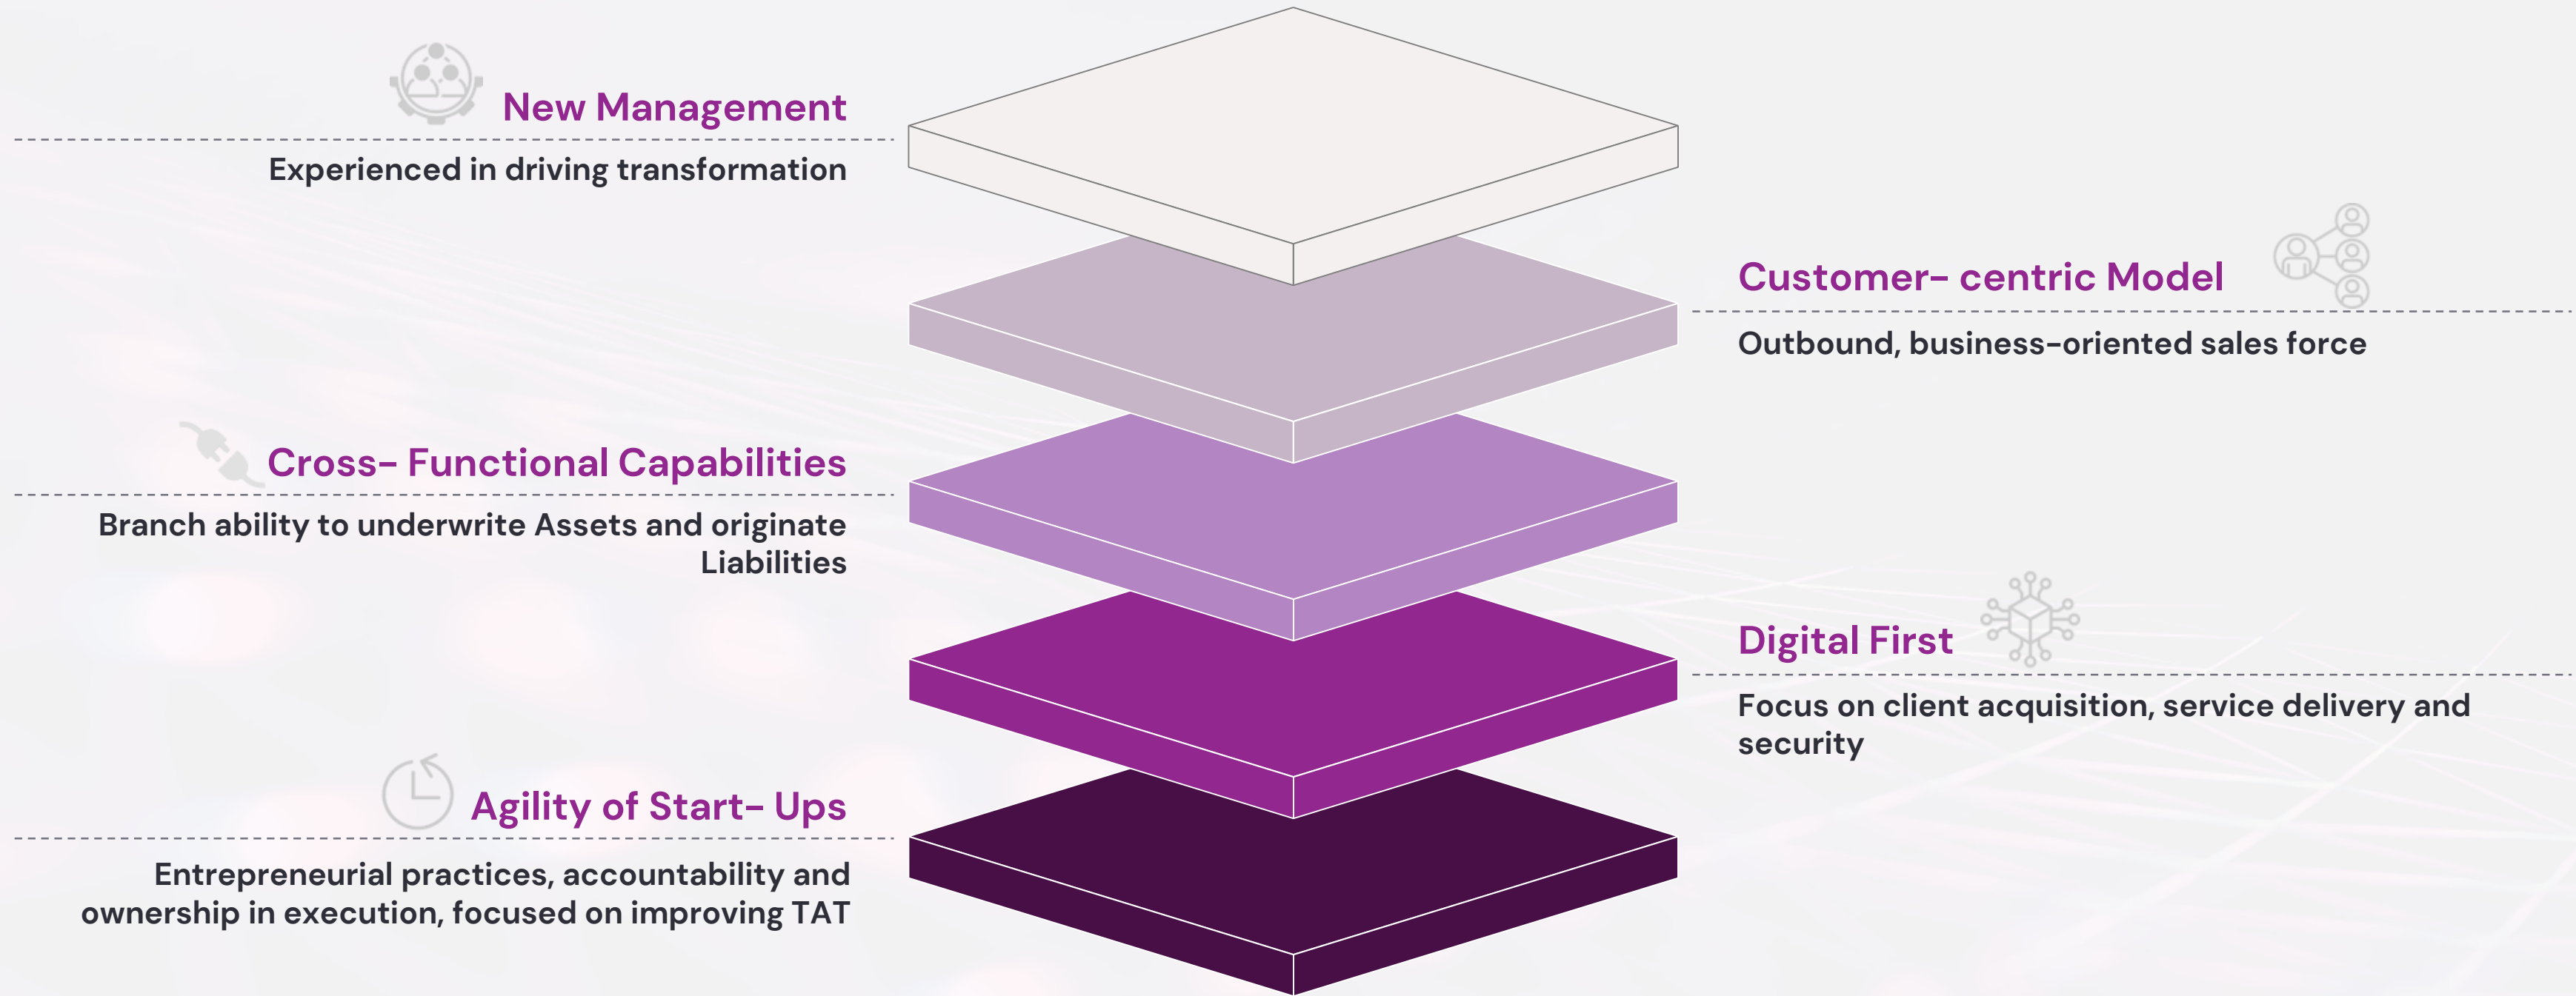 New Management
Experienced in driving transformation
Customer- centric Model
Outbound, business-oriented sales force
Cross- Functional Capabilities
Branch ability to underwrite Assets and originate
Liabilities
Digital First
Focus on client acquisition, service delivery and
security
Agility of Start- Ups
Entrepreneurial practices, accountability and
ownership in execution, focused on improving TAT